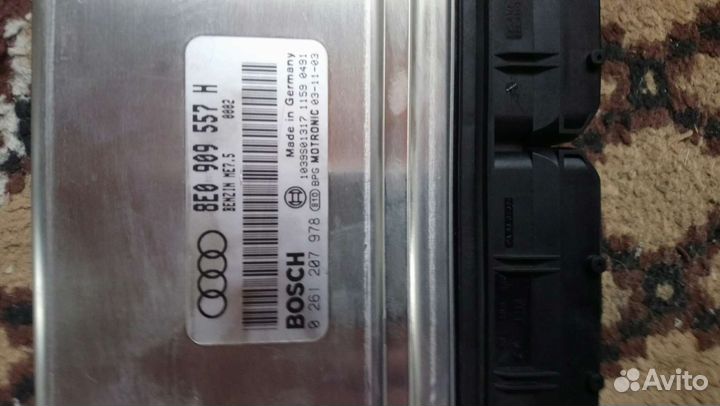 8E0 909 557 H
BENZIN ME7.5 0002
BOSCH
Made in Germany
1039S01317 1159 0491
0 261 207 978 810 BPG MOTRONIC 03-11-03
Avito